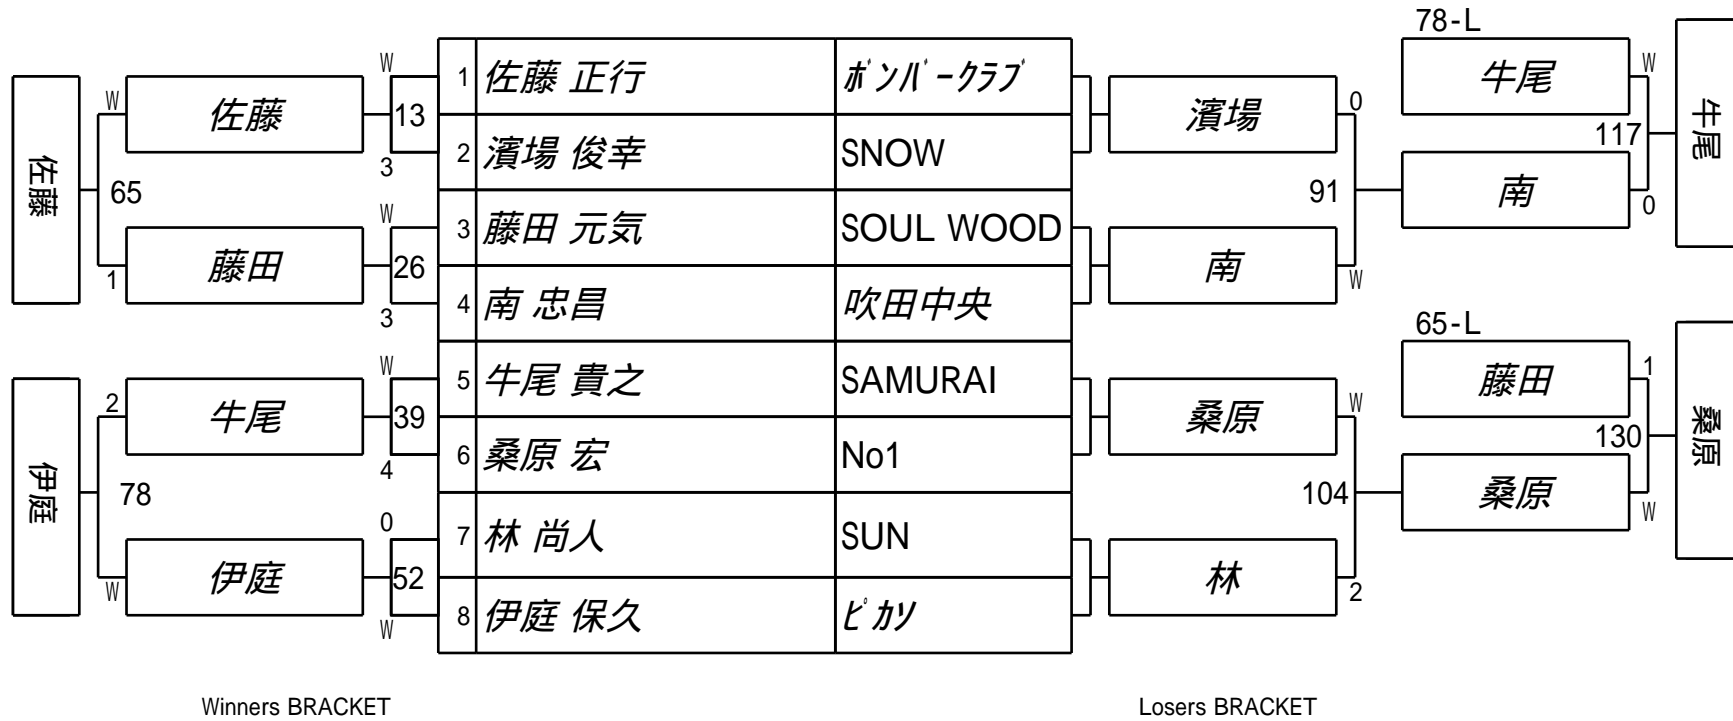 78-L
佐藤
W
佐藤
65
1
藤田
W
13
3
W
26
3
1 佐藤 正行 ボンバークラブ
2 濱場 俊幸 SNOW
3 藤田 元気 SOUL WOOD
4 南 忠昌 吹田中央
濱場
0
91
南
W
牛尾
W
117
南
0
牛尾
65-L
伊庭
2
牛尾
78
W
伊庭
W
39
4
0
52
W
5 牛尾 貴之 SAMURAI
6 桑原 宏 No1
7 林 尚人 SUN
8 伊庭 保久 ピカソ
桑原
W
104
林
2
藤田
1
130
桑原
W
桑原
Winners BRACKET
Losers BRACKET